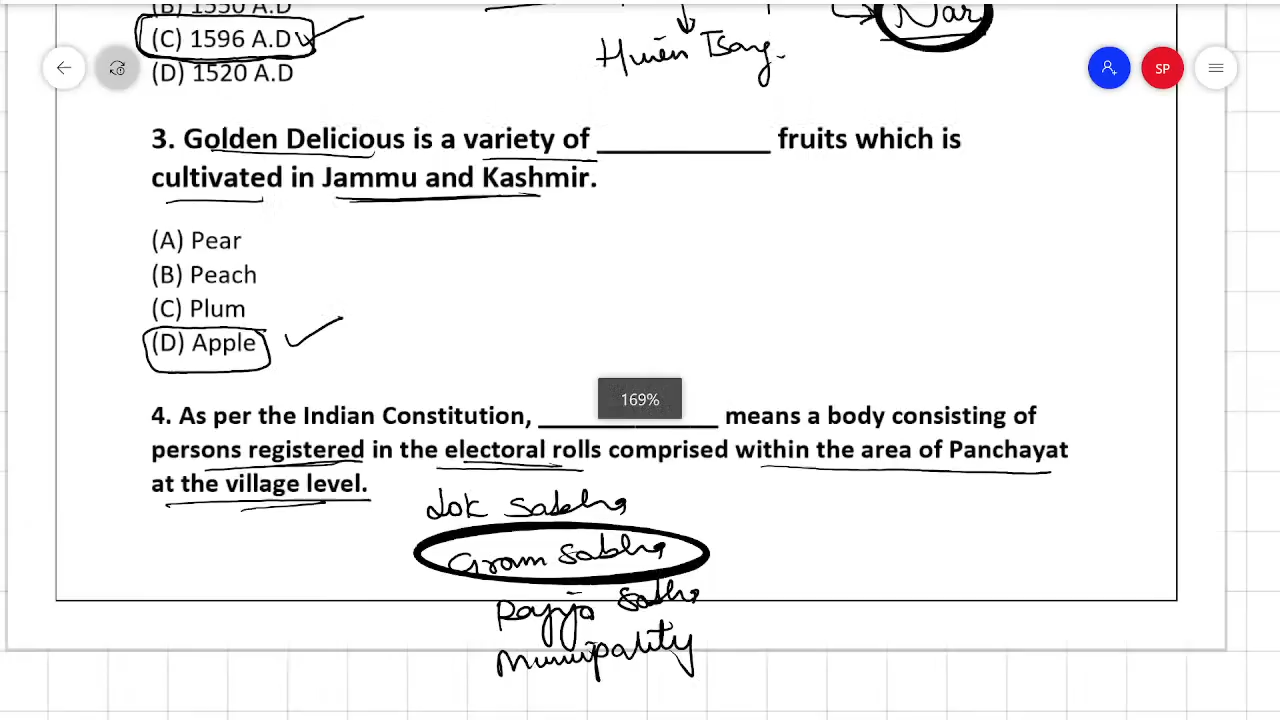 (B) 1550 A.D
(C) 1596 A.D
(D) 1520 A.D
Nar
Hiuen Tsang.
SP
3. Golden Delicious is a variety of ____________ fruits which is
cultivated in Jammu and Kashmir.
(A) Pear
(B) Peach
(C) Plum
(D) Apple
169%
4. As per the Indian Constitution, ______________ means a body consisting of
persons registered in the electoral rolls comprised within the area of Panchayat
at the village level.
Lok Sabha
Gram Sabha
Rajya Sabha
Municipality